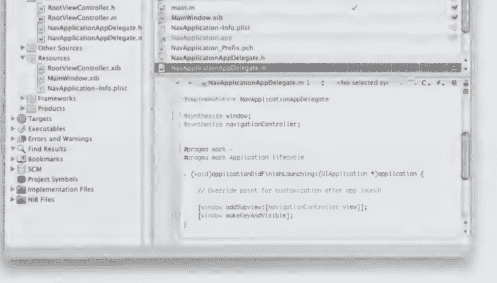 RootViewController.h
RootViewController.m
NavApplicationAppDelegate.h
NavApplicationAppDelegate.m
Other Sources
Resources
RootViewController.xib
MainWindow.xib
NavApplication-Info.plist
Frameworks
Products
Targets
Executables
Errors and Warnings
Find Results
Bookmarks
SCM
Project Symbols
Implementation Files
NIB Files
main.m
MainWindow.xib
NavApplication-Info.plist
NavApplication.app
NavApplication_Prefix.pch
NavApplicationAppDelegate.h
NavApplicationAppDelegate.m
NavApplicationAppDelegate.m:1 <No selected sy
@implementation NavApplicationAppDelegate
@synthesize window;
@synthesize navigationController;
#pragma mark -
#pragma mark Application lifecycle
- (void)applicationDidFinishLaunching:(UIApplication *)application {
// Override point for customization after app launch
[window addSubview:[navigationController view]];
[window makeKeyAndVisible];
}